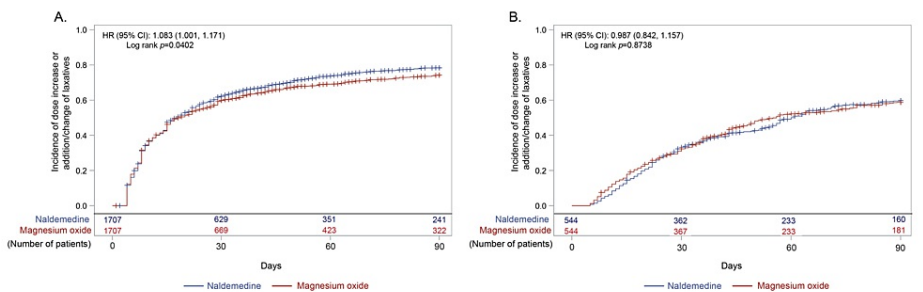 A.
HR (95% CI): 1.083 (1.001, 1.171)
Log rank p=0.0402
Incidence of dose increase or
addition/change of laxatives
1.0
0.8
0.6
0.4
0.2
0.0
Naldemedine 1707 629 351 241
Magnesium oxide 1707 669 423 322
(Number of patients) 0 30 60 90
Days
Naldemedine Magnesium oxide
B.
HR (95% CI): 0.987 (0.842, 1.157)
Log rank p=0.8738
Incidence of dose increase or
addition/change of laxatives
1.0
0.8
0.6
0.4
0.2
0.0
Naldemedine 544 362 233 160
Magnesium oxide 544 367 233 181
(Number of patients) 0 30 60 90
Days
Naldemedine Magnesium oxide